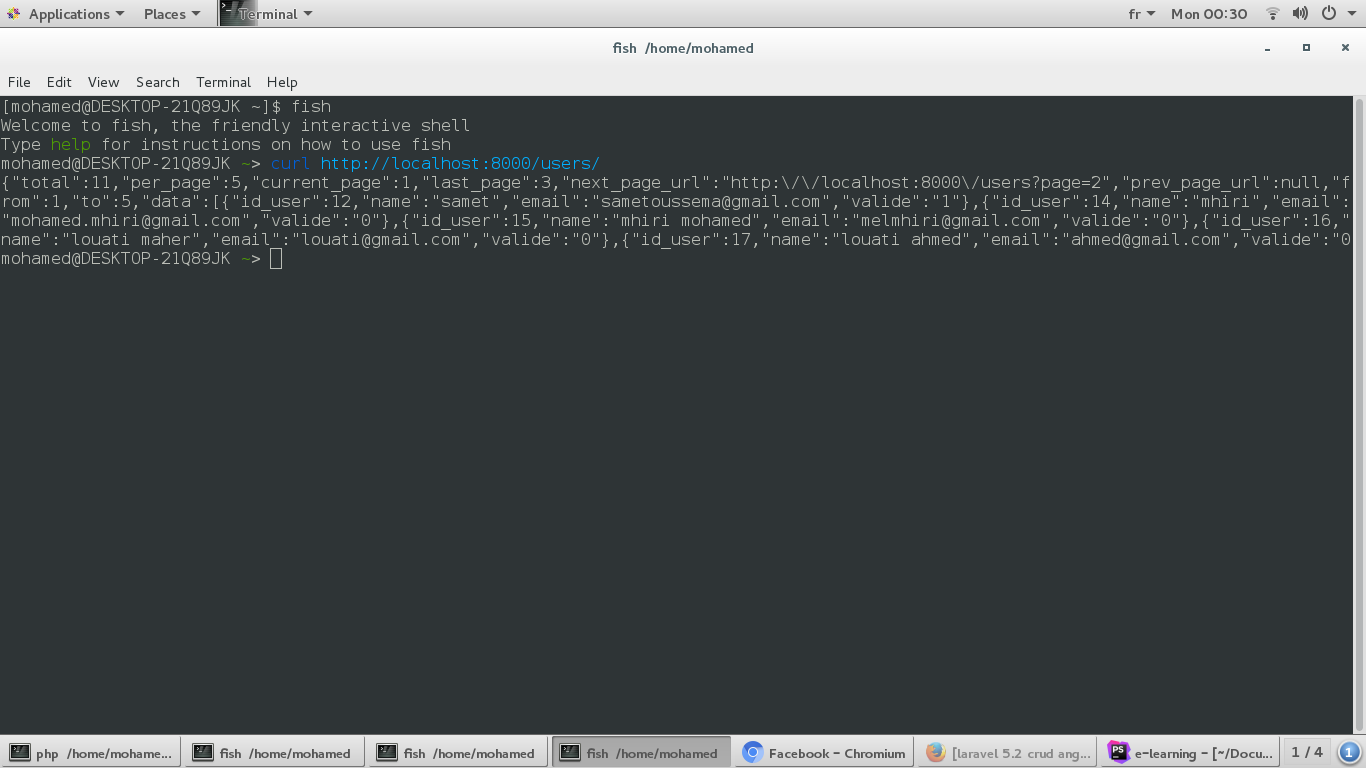 Applications Places Terminal fr Mon 00:30
fish /home/mohamed
File Edit View Search Terminal Help
[mohamed@DESKTOP-21Q89JK ~]$ fish
Welcome to fish, the friendly interactive shell
Type help for instructions on how to use fish
mohamed@DESKTOP-21Q89JK ~> curl http://localhost:8000/users/
{"total":11,"per_page":5,"current_page":1,"last_page":3,"next_page_url":"http:\/\/localhost:8000\/users?page=2","prev_page_url":null,"f
rom":1,"to":5,"data":[{"id_user":12,"name":"samet","email":"sametoussema@gmail.com","valide":"1"},{"id_user":14,"name":"mhiri","email":
"mohamed.mhiri@gmail.com","valide":"0"},{"id_user":15,"name":"mhiri mohamed","email":"melmhiri@gmail.com","valide":"0"},{"id_user":16,"
name":"louati maher","email":"louati@gmail.com","valide":"0"},{"id_user":17,"name":"louati ahmed","email":"ahmed@gmail.com","valide":"0
mohamed@DESKTOP-21Q89JK ~>
php /home/mohame... fish /home/mohamed fish /home/mohamed fish /home/mohamed Facebook - Chromium [laravel 5.2 crud ang... PS e-learning - [~/Docu... 1 / 4 1